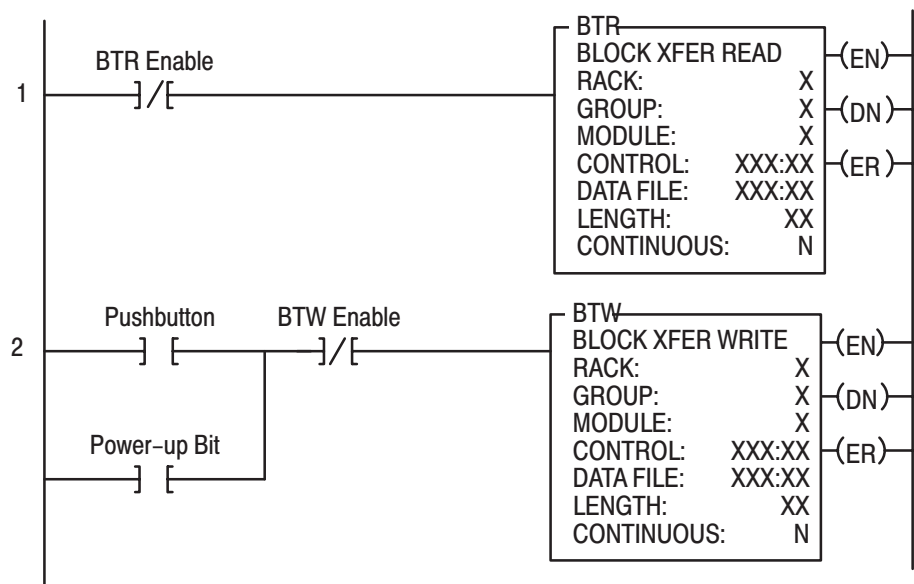 BTR
BTR Enable
BLOCK XFER READ (EN)
1
RACK: X
GROUP: X (DN)
MODULE: X
CONTROL: XXX:XX (ER)
DATA FILE: XXX:XX
LENGTH: XX
CONTINUOUS: N
Pushbutton BTW Enable
BTW
2
BLOCK XFER WRITE (EN)
RACK: X
GROUP: X (DN)
MODULE: X
Power-up Bit
CONTROL: XXX:XX (ER)
DATA FILE: XXX:XX
LENGTH: XX
CONTINUOUS: N